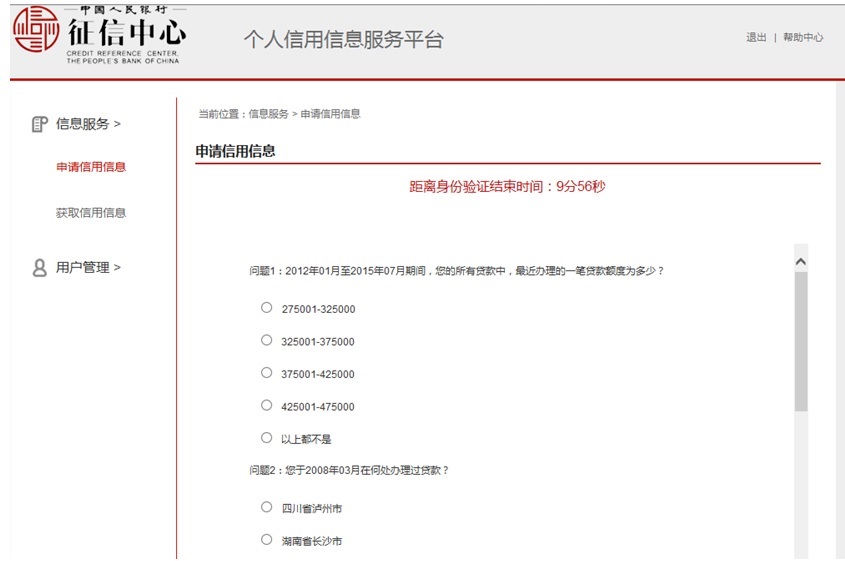 中国人民银行
征信中心
CREDIT REFERENCE CENTER,
THE PEOPLE'S BANK OF CHINA
个人信用信息服务平台
退出 | 帮助中心
信息服务 >
申请信用信息
获取信用信息
用户管理 >
当前位置：信息服务 > 申请信用信息
申请信用信息
距离身份验证结束时间：9分56秒
问题1：2012年01月至2015年07月期间，您的所有贷款中，最近办理的一笔贷款额度为多少？
275001-325000
325001-375000
375001-425000
425001-475000
以上都不是
问题2：您于2008年03月在何处办理过贷款？
四川省泸州市
湖南省长沙市